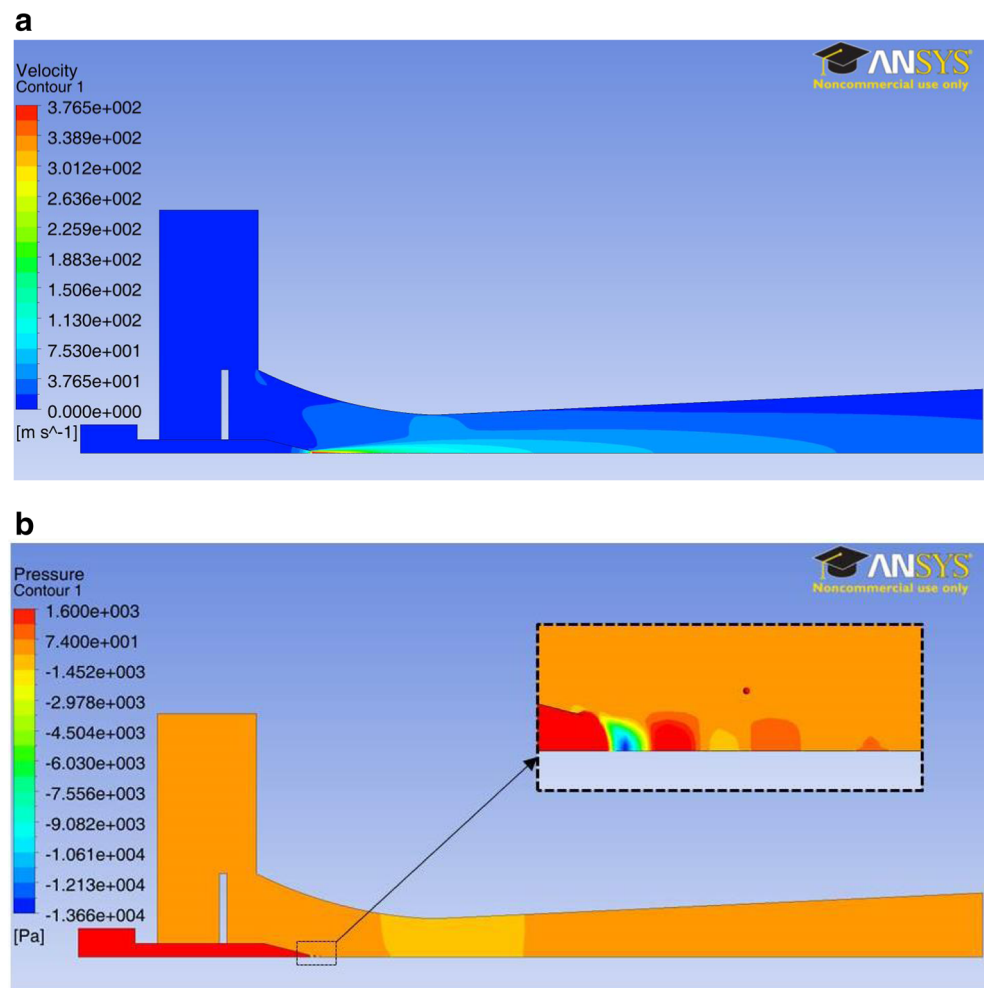 a
ANSYS
Noncommercial use only
Velocity
Contour 1
3.765e+002
3.389e+002
3.012e+002
2.636e+002
2.259e+002
1.883e+002
1.506e+002
1.130e+002
7.530e+001
3.765e+001
0.000e+000
[m s^-1]
b
ANSYS
Noncommercial use only
Pressure
Contour 1
1.600e+003
7.400e+001
-1.452e+003
-2.978e+003
-4.504e+003
-6.030e+003
-7.556e+003
-9.082e+003
-1.061e+004
-1.213e+004
-1.366e+004
[Pa]